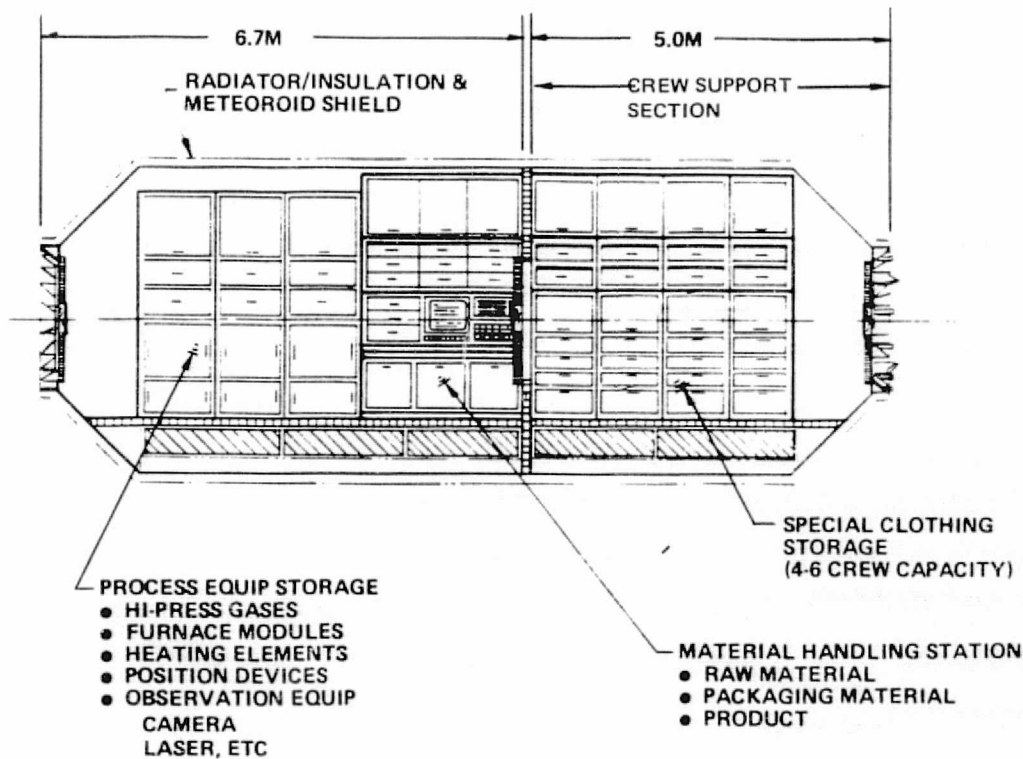 6.7M
5.0M
RADIATOR/INSULATION &
METEOROID SHIELD
CREW SUPPORT
SECTION
SPECIAL CLOTHING
STORAGE
(4-6 CREW CAPACITY)
PROCESS EQUIP STORAGE
● HI-PRESS GASES
● FURNACE MODULES
● HEATING ELEMENTS
● POSITION DEVICES
● OBSERVATION EQUIP
CAMERA
LASER, ETC
MATERIAL HANDLING STATION
● RAW MATERIAL
● PACKAGING MATERIAL
● PRODUCT